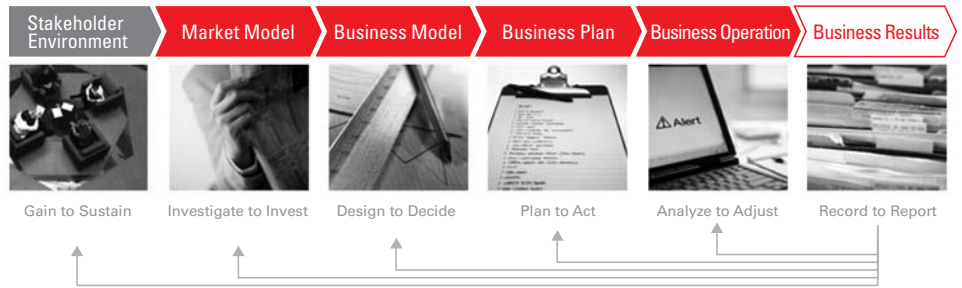 Stakeholder
Environment
Market Model
Business Model
Business Plan
Business Operation
Business Results
Alert
Gain to Sustain
Investigate to Invest
Design to Decide
Plan to Act
Analyze to Adjust
Record to Report